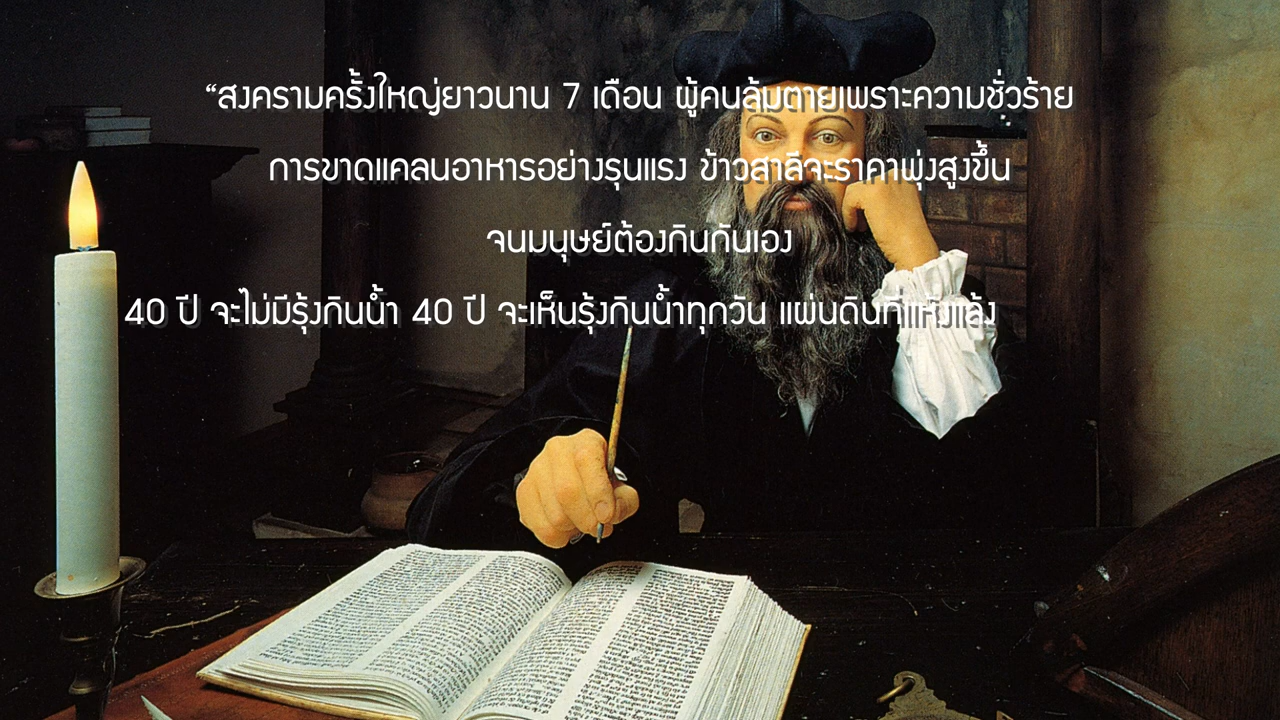 “สงครามครั้งใหญ่ยาวนาน 7 เดือน ผู้คนล้มตายเพราะความชั่วร้าย
การขาดแคลนอาหารอย่างรุนแรง ข้าวสาลีจะราคาพุ่งสูงขึ้น
จนมนุษย์ต้องกินกันเอง
40 ปี จะไม่มีรุ้งกินน้ำ 40 ปี จะเห็นรุ้งกินน้ำทุกวัน แผ่นดินที่แห้งแล้ง